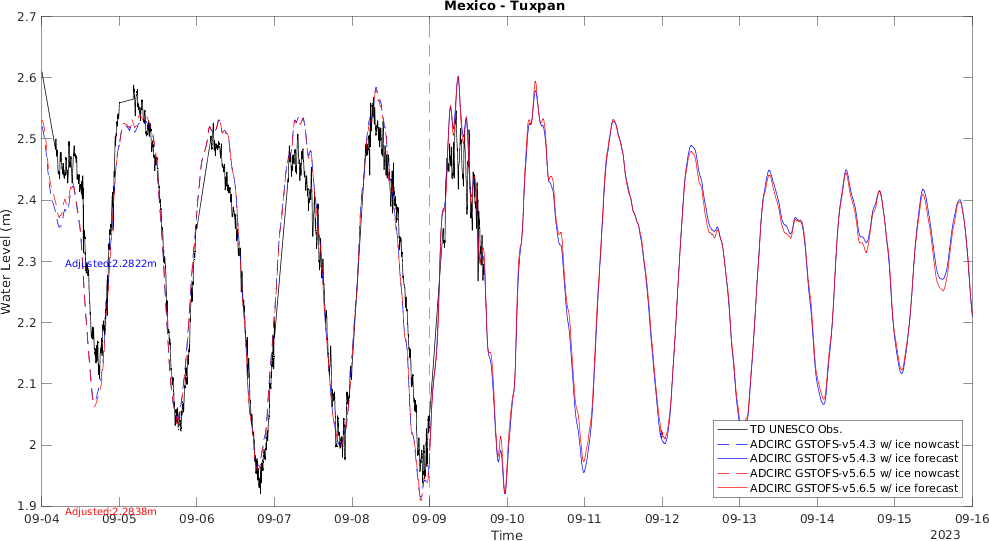 Mexico - Tuxpan
2.7
2.6
2.5
2.4
2.3
2.2
2.1
2
1.9
Water Level (m)
Adjusted:2.2822m
Adjusted:2.2838m
TD UNESCO Obs.
ADCIRC GSTOFS-v5.4.3 w/ ice nowcast
ADCIRC GSTOFS-v5.4.3 w/ ice forecast
ADCIRC GSTOFS-v5.6.5 w/ ice nowcast
ADCIRC GSTOFS-v5.6.5 w/ ice forecast
09-04 09-05 09-06 09-07 09-08 09-09 09-10 09-11 09-12 09-13 09-14 09-15 09-16
Time
2023